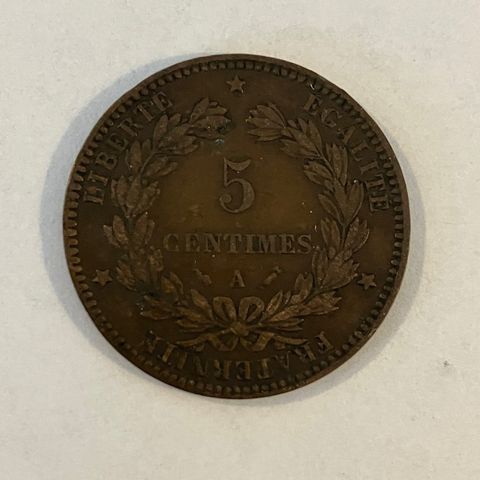 LIBERTE
EGALITE
FRATERNITE
5
CENTIMES
A